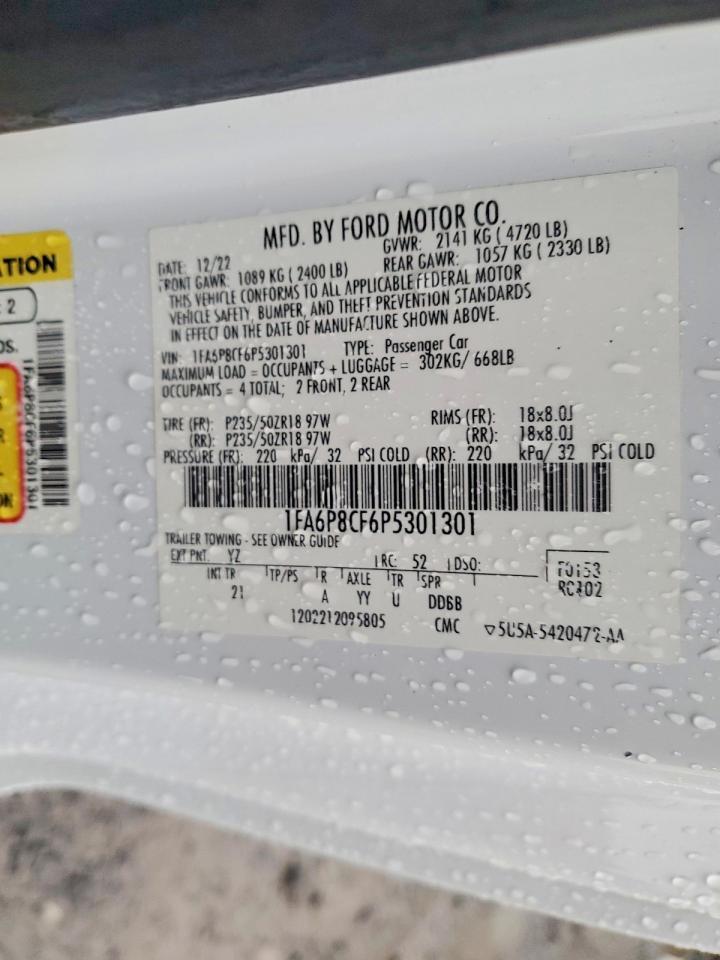 MFD. BY FORD MOTOR CO.
DATE: 12/22 GVWR: 2141 KG ( 4720 LB)
FRONT GAWR: 1089 KG ( 2400 LB) REAR GAWR: 1057 KG ( 2330 LB)
THIS VEHICLE CONFORMS TO ALL APPLICABLE FEDERAL MOTOR
VEHICLE SAFETY, BUMPER, AND THEFT PREVENTION STANDARDS
IN EFFECT ON THE DATE OF MANUFACTURE SHOWN ABOVE.
VIN: 1FA6P8CF6P5301301 TYPE: Passenger Car
MAXIMUM LOAD = OCCUPANTS + LUGGAGE = 302KG/ 668LB
OCCUPANTS = 4 TOTAL; 2 FRONT, 2 REAR
TIRE (FR): P235/50ZR18 97W RIMS (FR): 18x8.0J
(RR): P235/50ZR18 97W (RR): 18x8.0J
PRESSURE (FR): 220 kPa/ 32 PSI COLD (RR): 220 kPa/ 32 PSI COLD
1FA6P8CF6P5301301
TRAILER TOWING - SEE OWNER GUIDE
EXT PNT: YZ RC: 52 DSO:
INT TR TP/PS R AXLE TR SPR
21 A YY U DD6B
1202212095805 CMC
TION
2
OS.
1FA6P8CF6P5301301